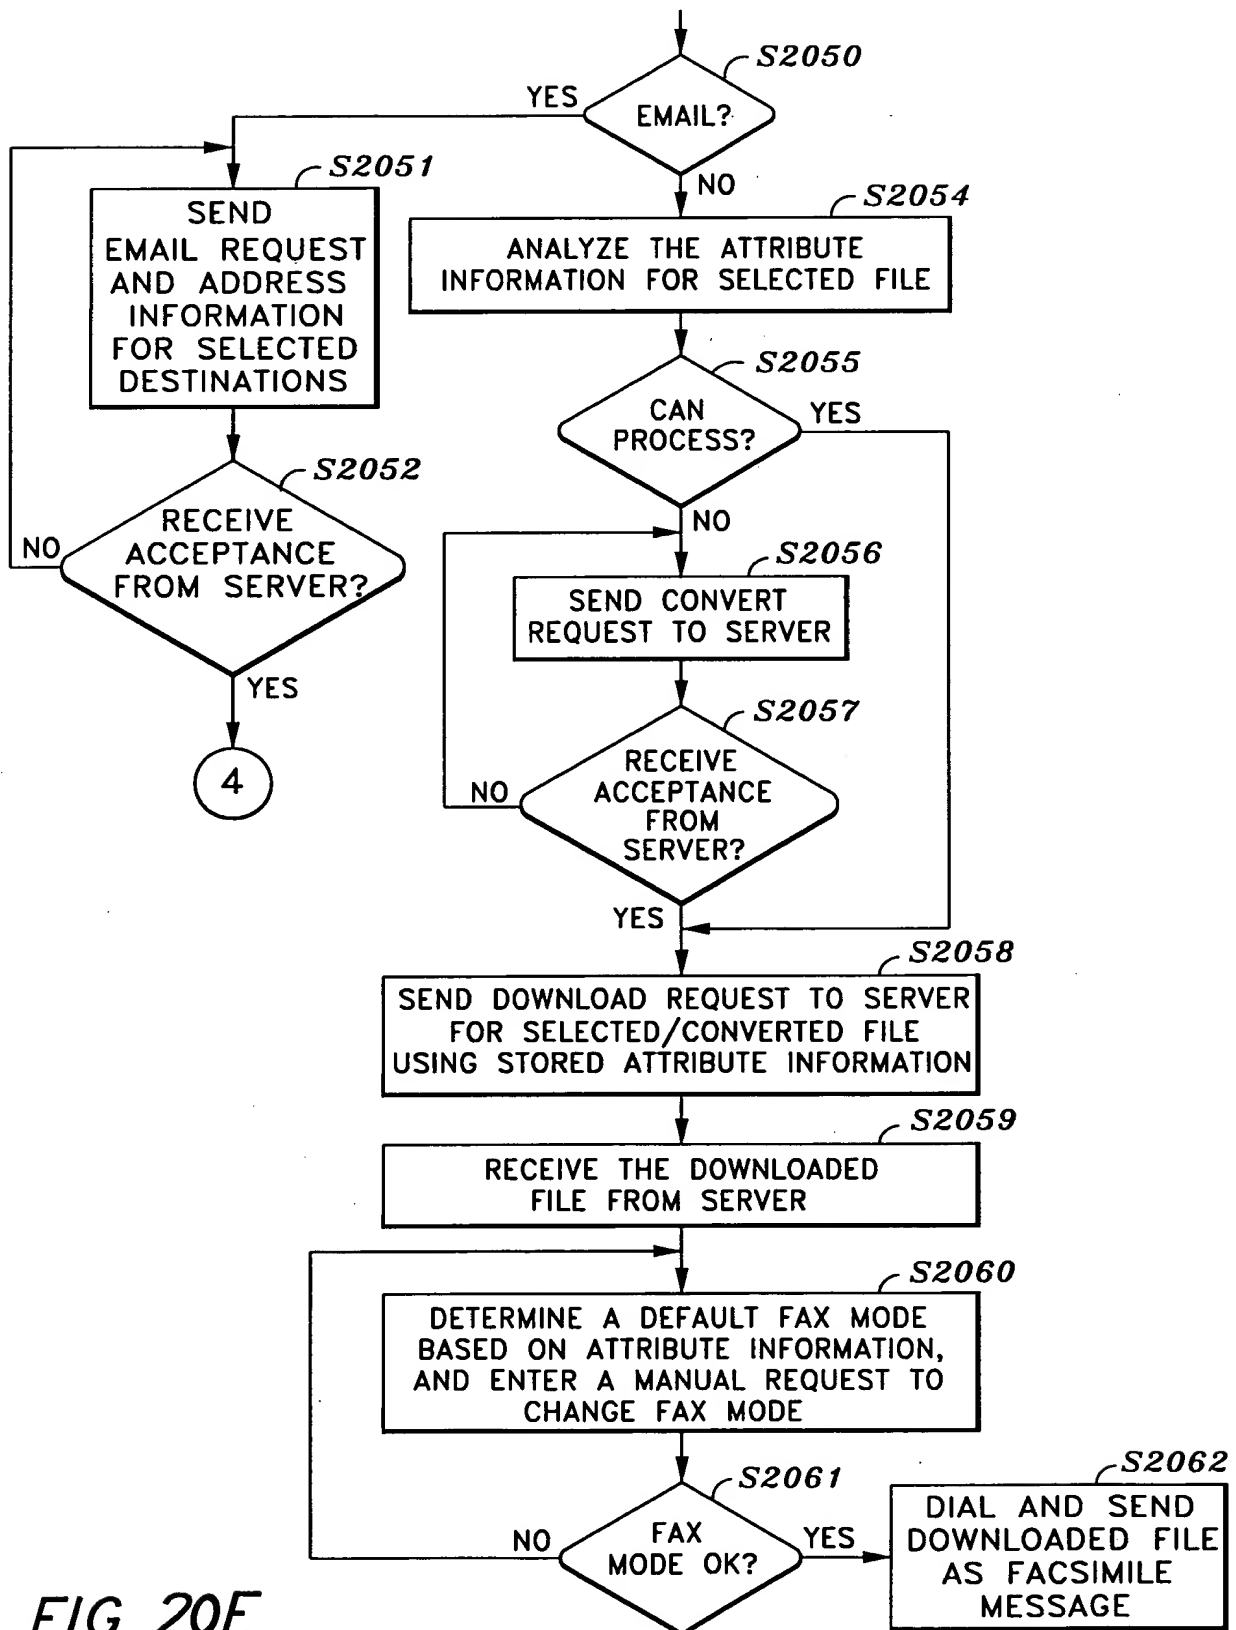 S2050
YES
EMAIL?
NO
S2051
SEND
EMAIL REQUEST
AND ADDRESS
INFORMATION
FOR SELECTED
DESTINATIONS
S2052
RECEIVE
ACCEPTANCE
FROM SERVER?
NO
YES
4
S2054
ANALYZE THE ATTRIBUTE
INFORMATION FOR SELECTED FILE
S2055
CAN
PROCESS?
YES
NO
S2056
SEND CONVERT
REQUEST TO SERVER
S2057
RECEIVE
ACCEPTANCE
FROM
SERVER?
NO
YES
S2058
SEND DOWNLOAD REQUEST TO SERVER
FOR SELECTED/CONVERTED FILE
USING STORED ATTRIBUTE INFORMATION
S2059
RECEIVE THE DOWNLOADED
FILE FROM SERVER
S2060
DETERMINE A DEFAULT FAX MODE
BASED ON ATTRIBUTE INFORMATION,
AND ENTER A MANUAL REQUEST TO
CHANGE FAX MODE
S2061
FAX
MODE OK?
NO
YES
S2062
DIAL AND SEND
DOWNLOADED FILE
AS FACSIMILE
MESSAGE
FIG. 20F